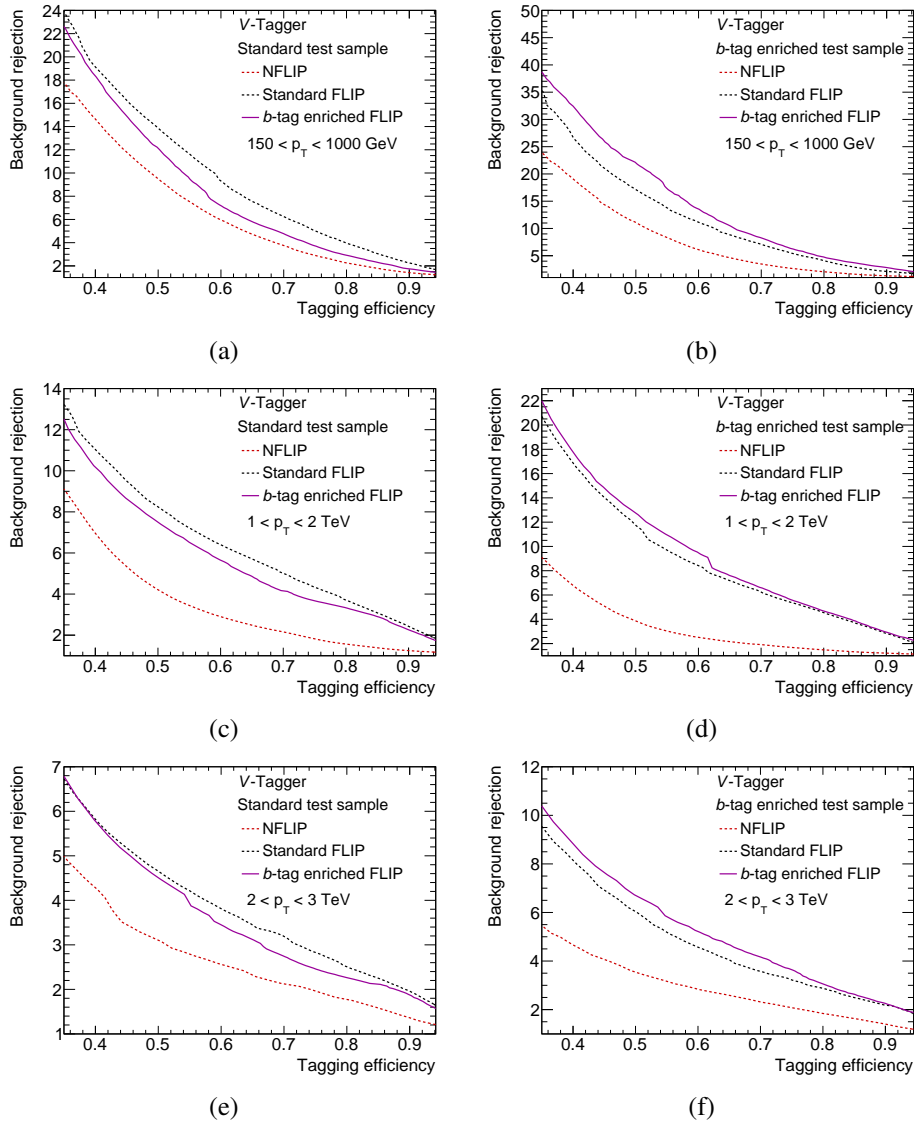 Background rejection
24
22
20
18
16
14
12
10
8
6
4
2
V-Tagger
Standard test sample
NFLIP
Standard FLIP
b-tag enriched FLIP
150 < pT < 1000 GeV
0.4 0.5 0.6 0.7 0.8 0.9
Tagging efficiency
(a)
Background rejection
50
45
40
35
30
25
20
15
10
5
V-Tagger
b-tag enriched test sample
NFLIP
Standard FLIP
b-tag enriched FLIP
150 < pT < 1000 GeV
0.4 0.5 0.6 0.7 0.8 0.9
Tagging efficiency
(b)
Background rejection
14
12
10
8
6
4
2
V-Tagger
Standard test sample
NFLIP
Standard FLIP
b-tag enriched FLIP
1 < pT < 2 TeV
0.4 0.5 0.6 0.7 0.8 0.9
Tagging efficiency
(c)
Background rejection
22
20
18
16
14
12
10
8
6
4
2
V-Tagger
b-tag enriched test sample
NFLIP
Standard FLIP
b-tag enriched FLIP
1 < pT < 2 TeV
0.4 0.5 0.6 0.7 0.8 0.9
Tagging efficiency
(d)
Background rejection
7
6
5
4
3
2
1
V-Tagger
Standard test sample
NFLIP
Standard FLIP
b-tag enriched FLIP
2 < pT < 3 TeV
0.4 0.5 0.6 0.7 0.8 0.9
Tagging efficiency
(e)
Background rejection
12
10
8
6
4
2
V-Tagger
b-tag enriched test sample
NFLIP
Standard FLIP
b-tag enriched FLIP
2 < pT < 3 TeV
0.4 0.5 0.6 0.7 0.8 0.9
Tagging efficiency
(f)